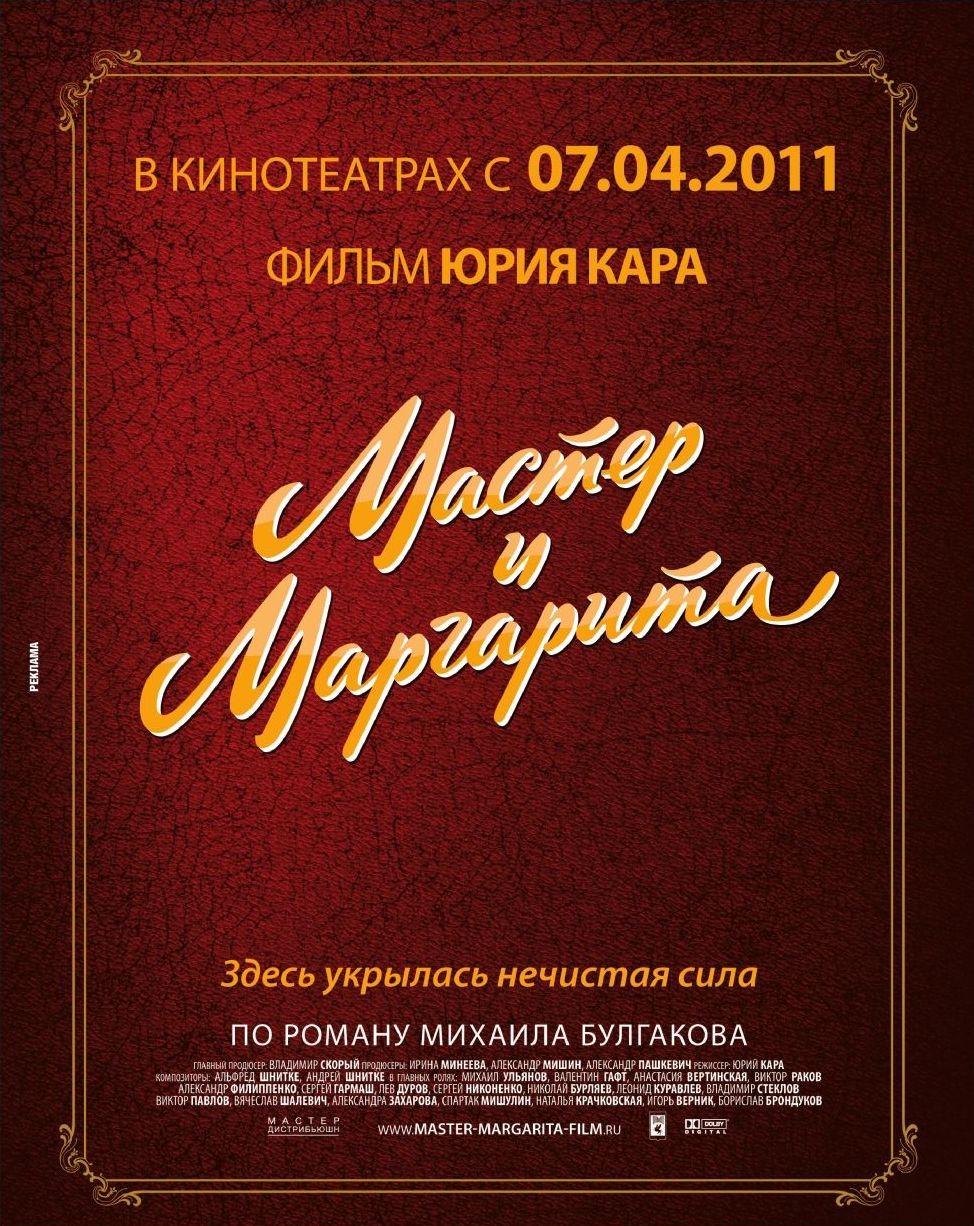 В КИНОТЕАТРАХ С 07.04.2011
ФИЛЬМ ЮРИЯ КАРА
Мастер
и
Маргарита
РЕКЛАМА
Здесь укрылась нечистая сила
ПО РОМАНУ МИХАИЛА БУЛГАКОВА
ГЛАВНЫЙ ПРОДЮСЕР: ВЛАДИМИР СКОРЫЙ ПРОДЮСЕРЫ: ИРИНА МИНЕЕВА, АЛЕКСАНДР МИШИН, АЛЕКСАНДР ПАШКЕВИЧ РЕЖИССЕР: ЮРИЙ КАРА
КОМПОЗИТОРЫ: АЛЬФРЕД ШНИТКЕ, АНДРЕЙ ШНИТКЕ В ГЛАВНЫХ РОЛЯХ: МИХАИЛ УЛЬЯНОВ, ВАЛЕНТИН ГАФТ, АНАСТАСИЯ ВЕРТИНСКАЯ, ВИКТОР РАКОВ
АЛЕКСАНДР ФИЛИППЕНКО, СЕРГЕЙ ГАРМАШ, ЛЕВ ДУРОВ, СЕРГЕЙ НИКОНЕНКО, НИКОЛАЙ БУРЛЯЕВ, ЛЕОНИД КУРАВЛЕВ, ВЛАДИМИР СТЕКЛОВ
ВИКТОР ПАВЛОВ, ВЯЧЕСЛАВ ШАЛЕВИЧ, АЛЕКСАНДРА ЗАХАРОВА, СПАРТАК МИШУЛИН, НАТАЛЬЯ КРАЧКОВСКАЯ, ИГОРЬ ВЕРНИК, БОРИСЛАВ БРОНДУКОВ
МАСТЕР
ДИСТРИБЬЮШН
WWW.MASTER-MARGARITA-FILM.RU
DOLBY
DIGITAL